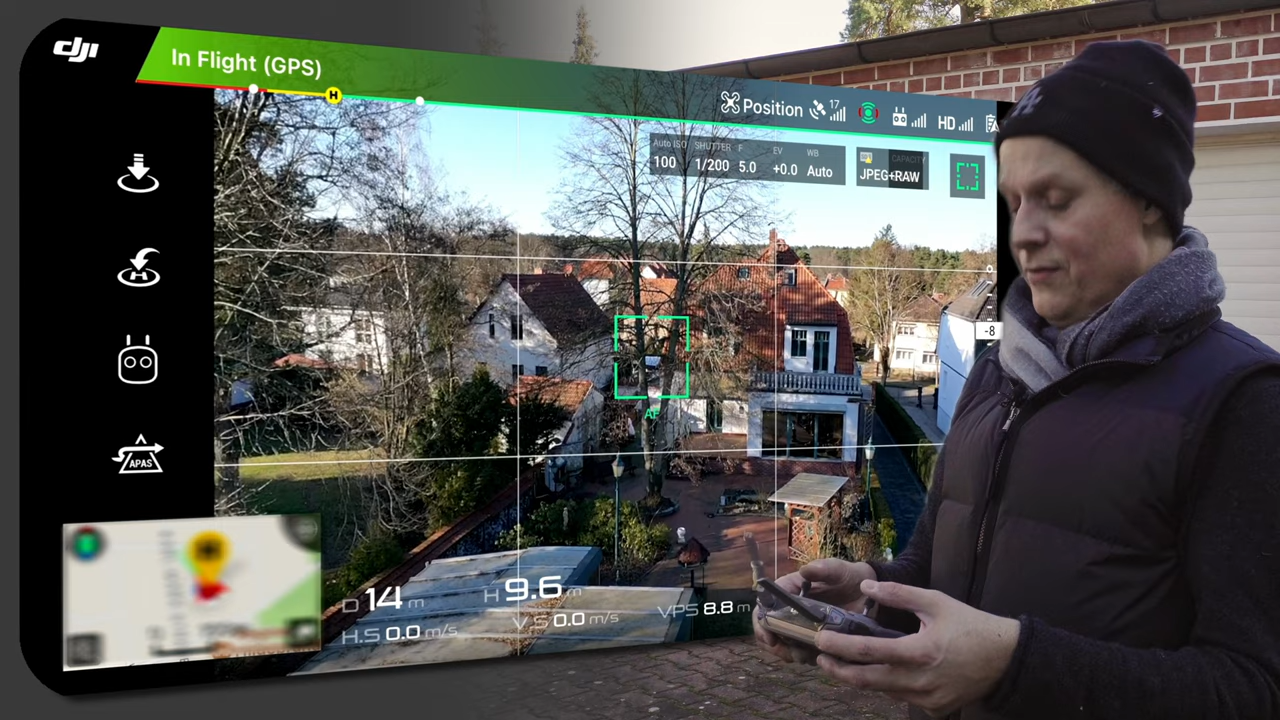 dji
In Flight (GPS)
H
Position 17 HD
Auto ISO SHUTTER F EV WB CAPACITY
100 1/200 5.0 +0.0 Auto JPEG+RAW
H
-8
AF
APAS
D 14 m H 9.6 m VPS 8.8 m
H.S 0.0 m/s V.S 0.0 m/s